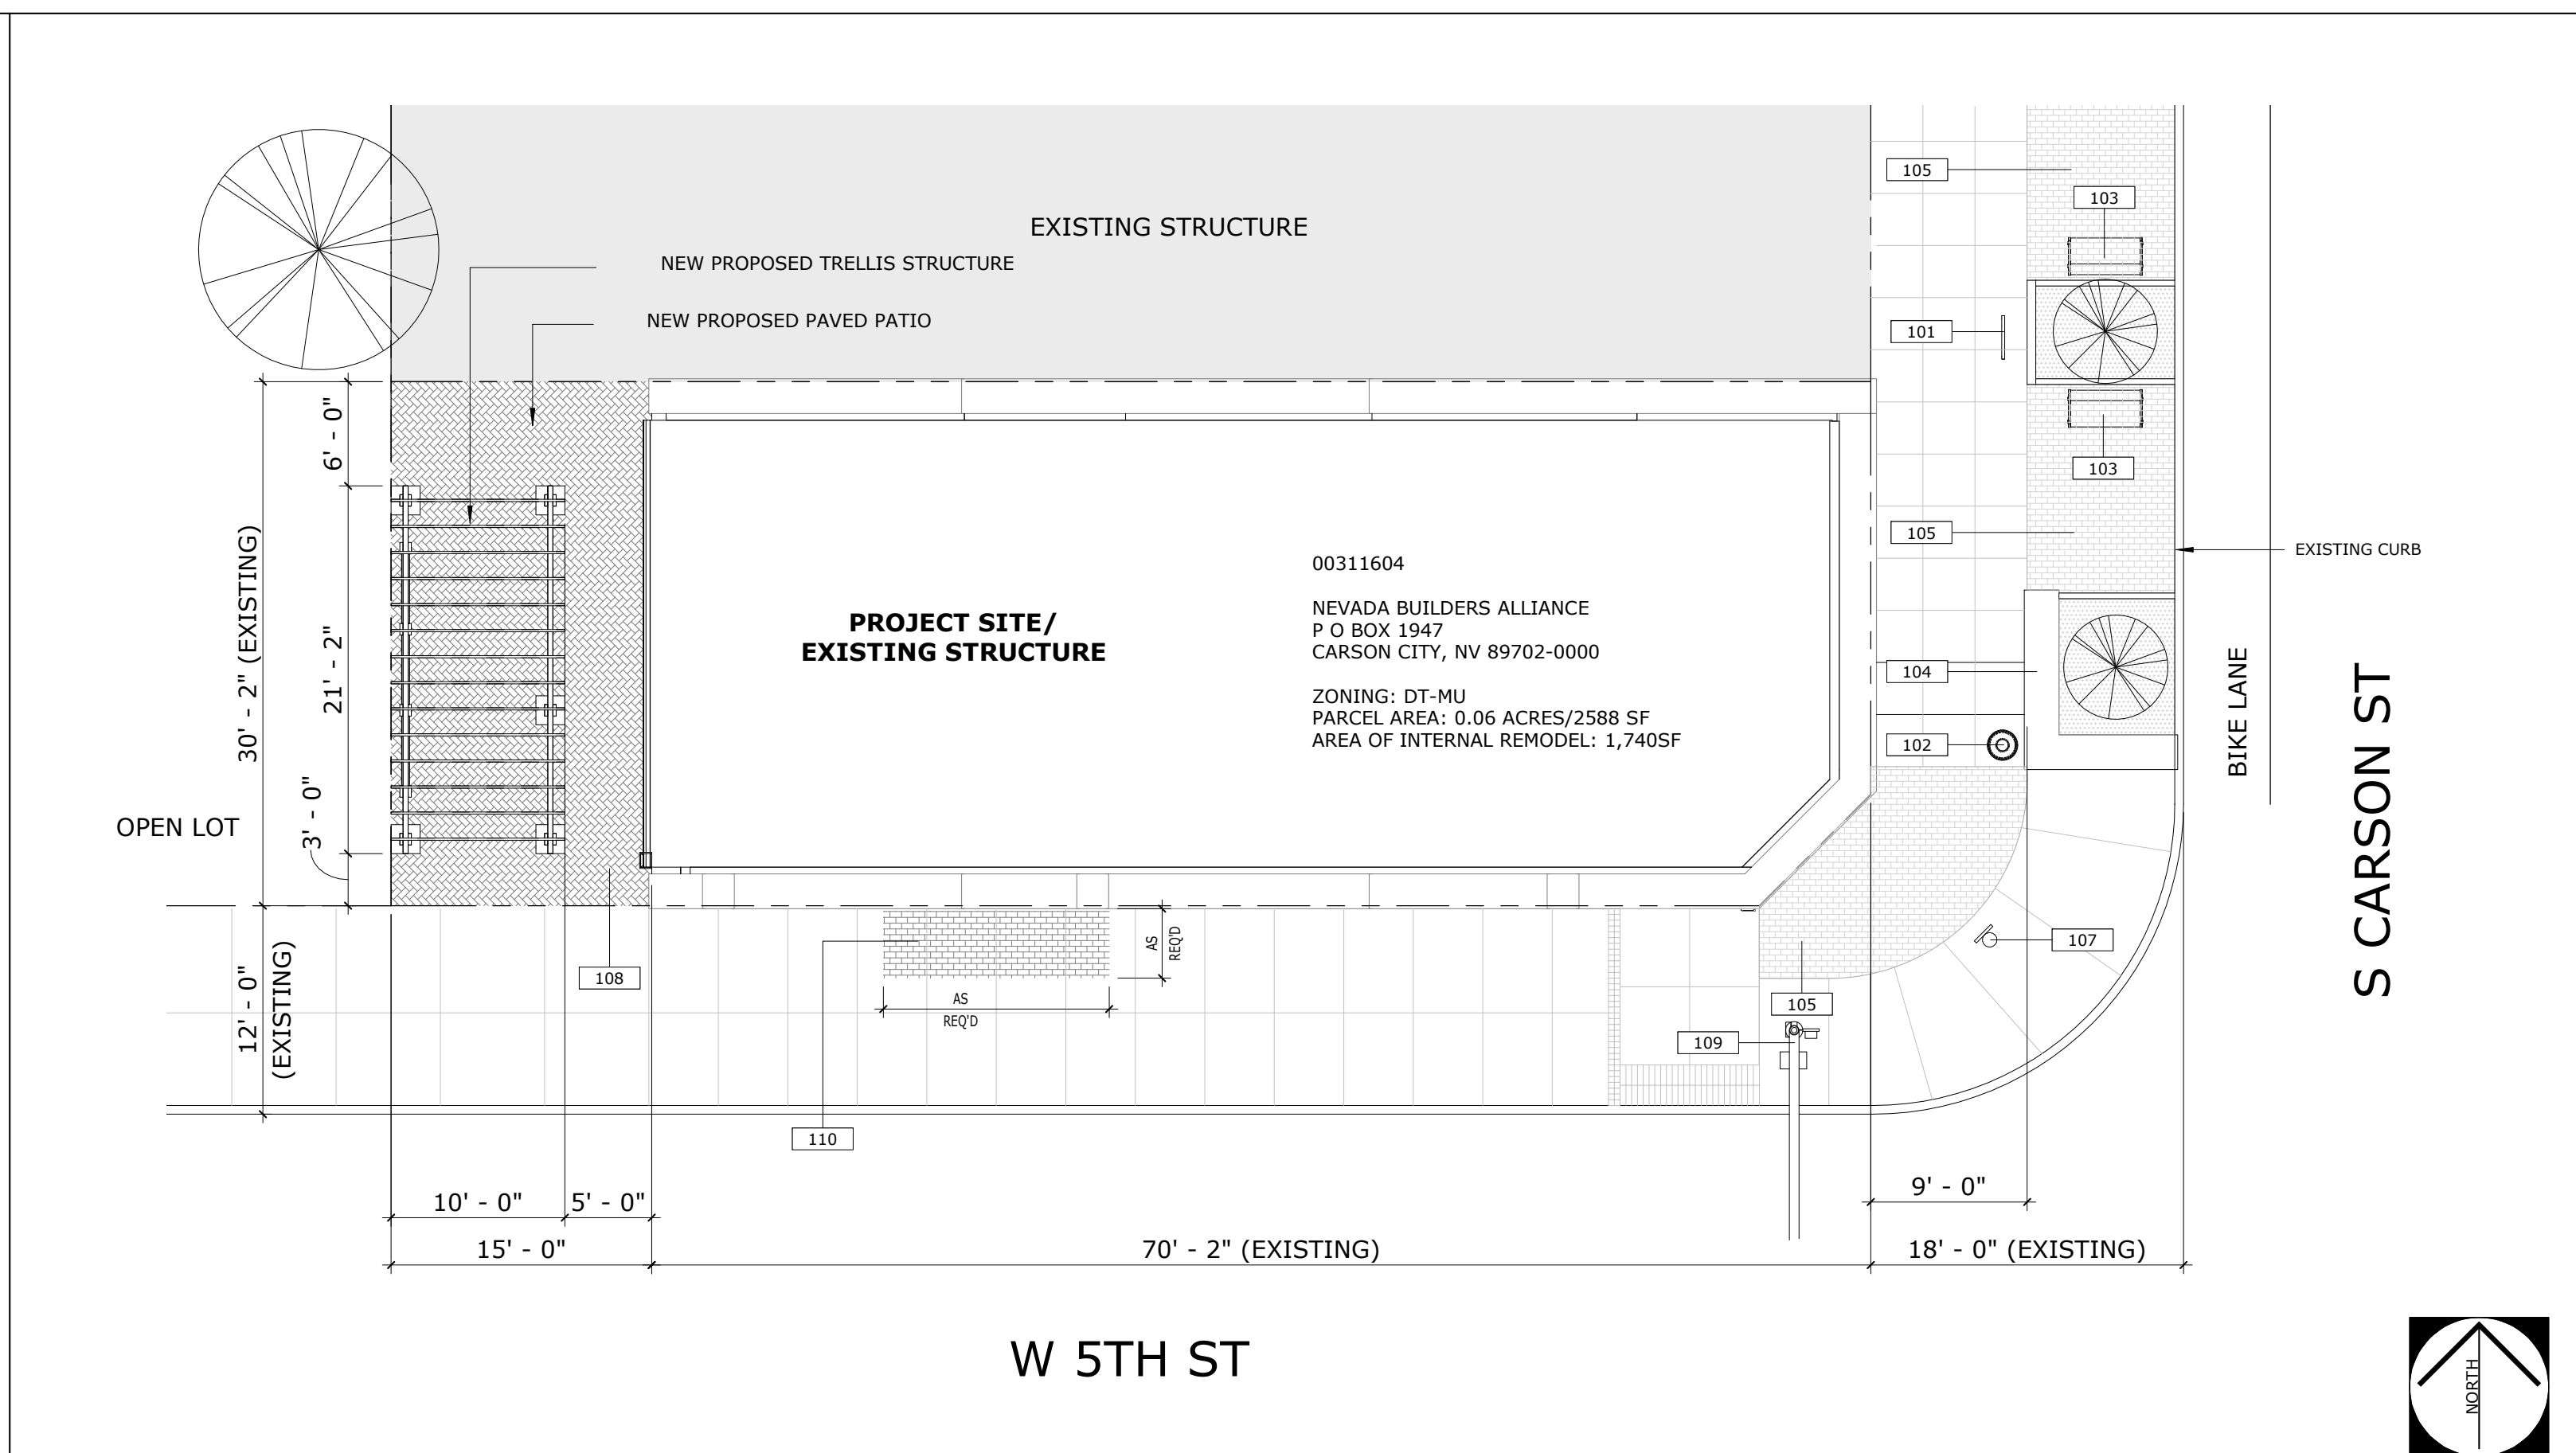 EXISTING STRUCTURE
NEW PROPOSED TRELLIS STRUCTURE
NEW PROPOSED PAVED PATIO
105
103
101
103
105
EXISTING CURB
6' - 0"
30' - 2" (EXISTING)
21' - 2"
3' - 0"
OPEN LOT
PROJECT SITE/
EXISTING STRUCTURE
00311604
NEVADA BUILDERS ALLIANCE
P O BOX 1947
CARSON CITY, NV 89702-0000
ZONING: DT-MU
PARCEL AREA: 0.06 ACRES/2588 SF
AREA OF INTERNAL REMODEL: 1,740SF
104
102
BIKE LANE
S CARSON ST
12' - 0"
(EXISTING)
108
AS
REQ'D
AS
REQ'D
107
105
109
110
10' - 0"
5' - 0"
9' - 0"
15' - 0"
70' - 2" (EXISTING)
18' - 0" (EXISTING)
W 5TH ST
NORTH